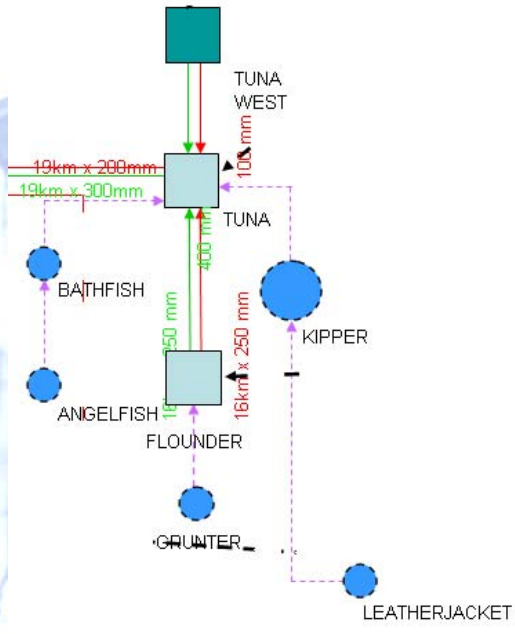 TUNA
WEST
100 mm
19km x 200mm
19km x 300mm
TUNA
400 mm
BATHFISH
KIPPER
250 mm
16km x 250 mm
ANGELFISH
FLOUNDER
GRUNTER
LEATHERJACKET